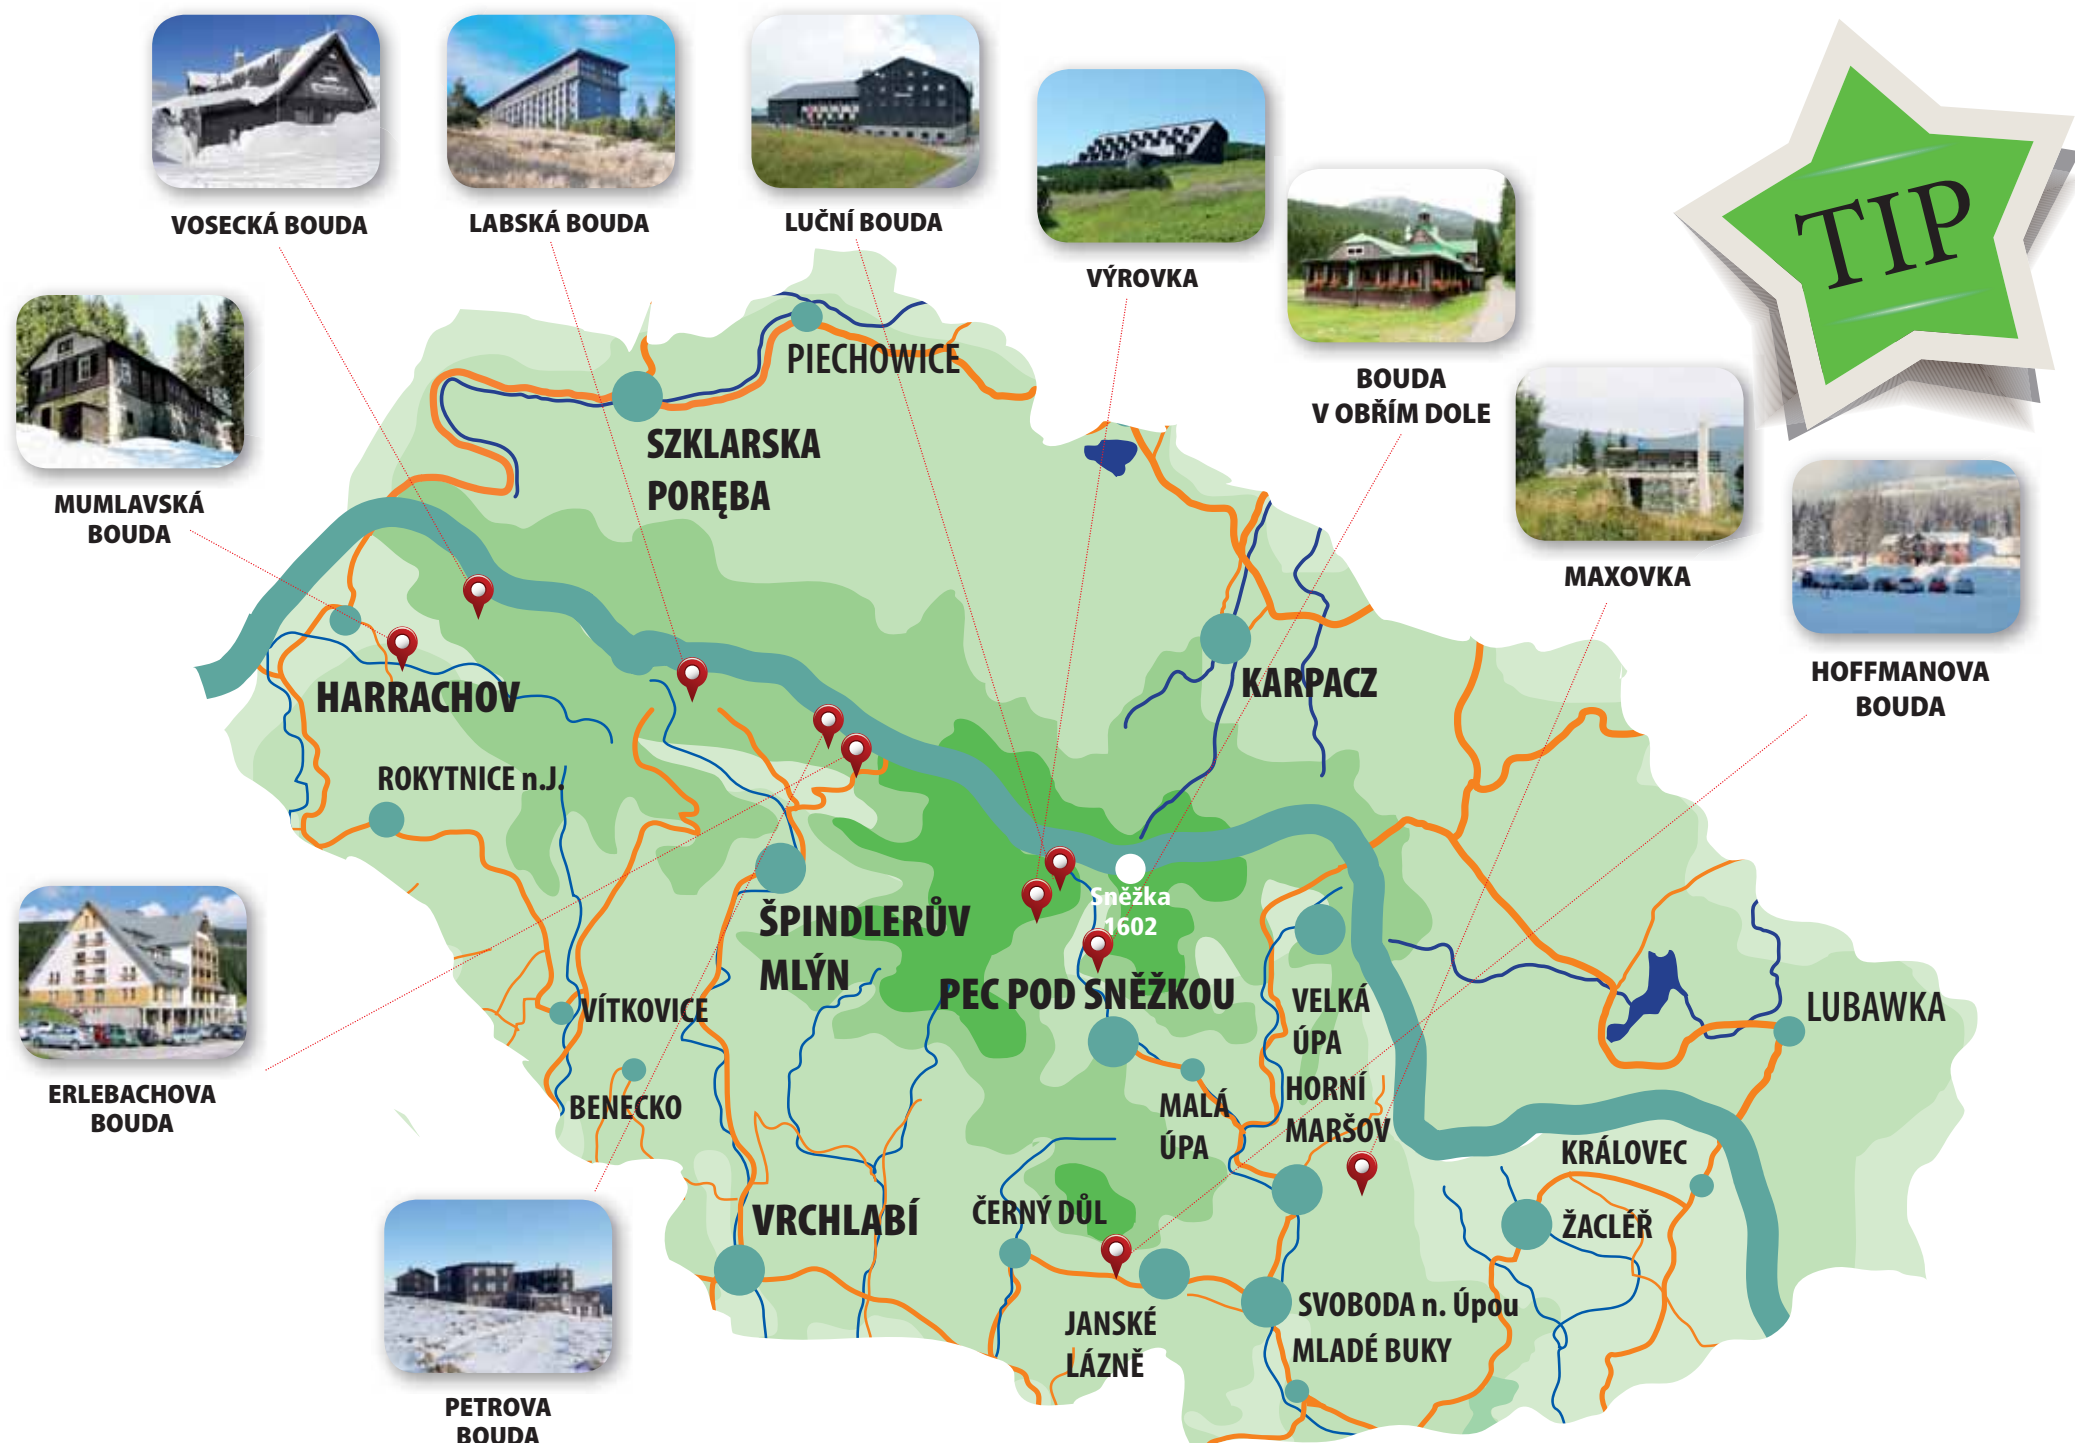 VOSECKÁ BOUDA
LABSKÁ BOUDA
LUČNÍ BOUDA
VÝROVKA
TIP
BOUDA
V OBŘÍM DOLE
MUMLAVSKÁ
BOUDA
MAXOVKA
HOFFMANOVA
BOUDA
PIECHOWICE
SZKLARSKA
PORĘBA
KARPACZ
HARRACHOV
ROKYTNICE n.J.
Sněžka
1602
ŠPINDLERŮV
MLÝN
PEC POD SNĚŽKOU
VELKÁ
ÚPA
LUBAWKA
VÍTKOVICE
BENECKO
ERLEBACHOVA
BOUDA
MALÁ
ÚPA
HORNÍ
MARŠOV
KRÁLOVEC
VRCHLABÍ
ČERNÝ DŮL
ŽACLÉŘ
JANSKÉ
LÁZNĚ
SVOBODA n. Úpou
MLADÉ BUKY
PETROVA
BOUDA